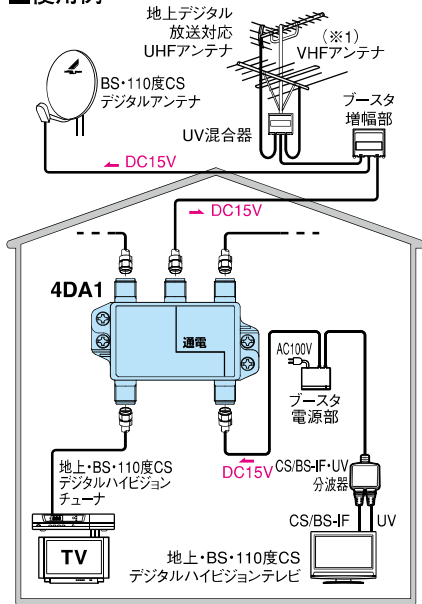 ■使用例
地上デジタル
放送対応
UHFアンテナ
(※1)
VHFアンテナ
BS・110度CS
デジタルアンテナ
UV混合器
ブースタ
増幅部
DC15V
DC15V
4DA1
通電
AC100V
ブースタ
電源部
DC15V
CS/BS-IF・UV
分波器
地上・BS・110度CS
デジタルハイビジョン
チューナ
CS/BS-IF
UV
TV
地上・BS・110度CS
デジタルハイビジョンテレビ